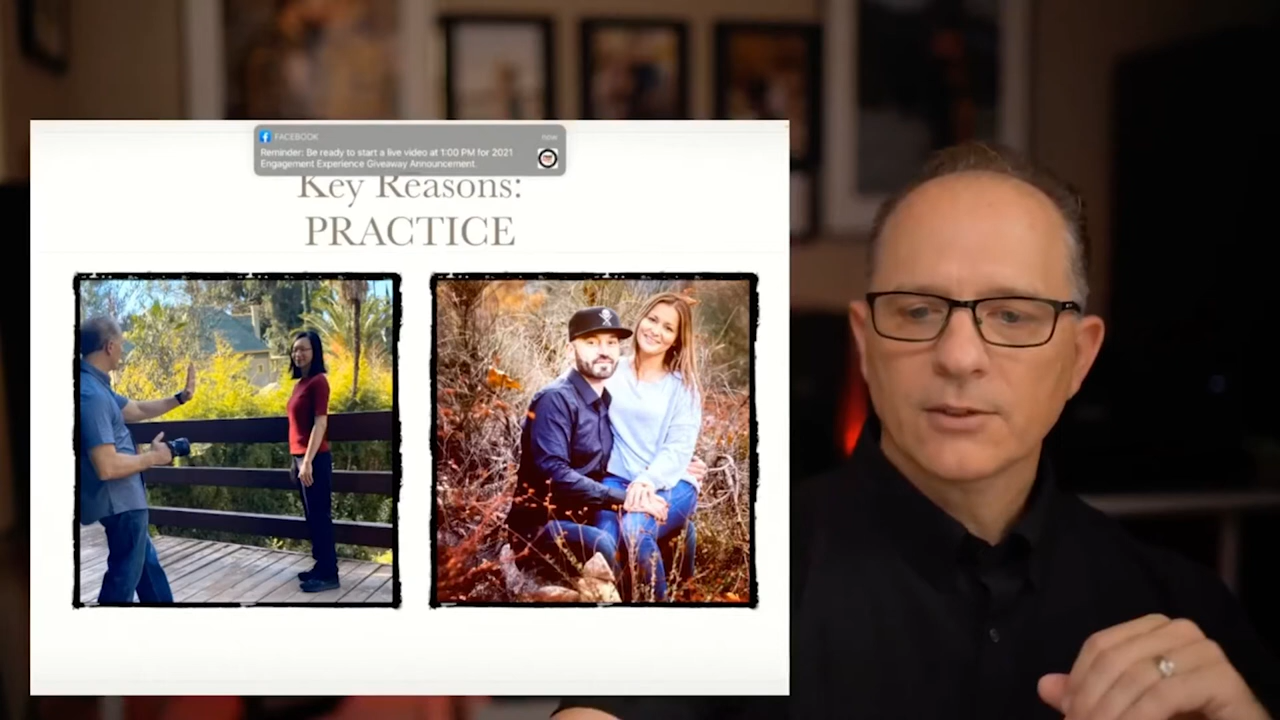 FACEBOOK
now
Reminder: Be ready to start a live video at 1:00 PM for 2021
Engagement Experience Giveaway Announcement
Key Reasons:
PRACTICE